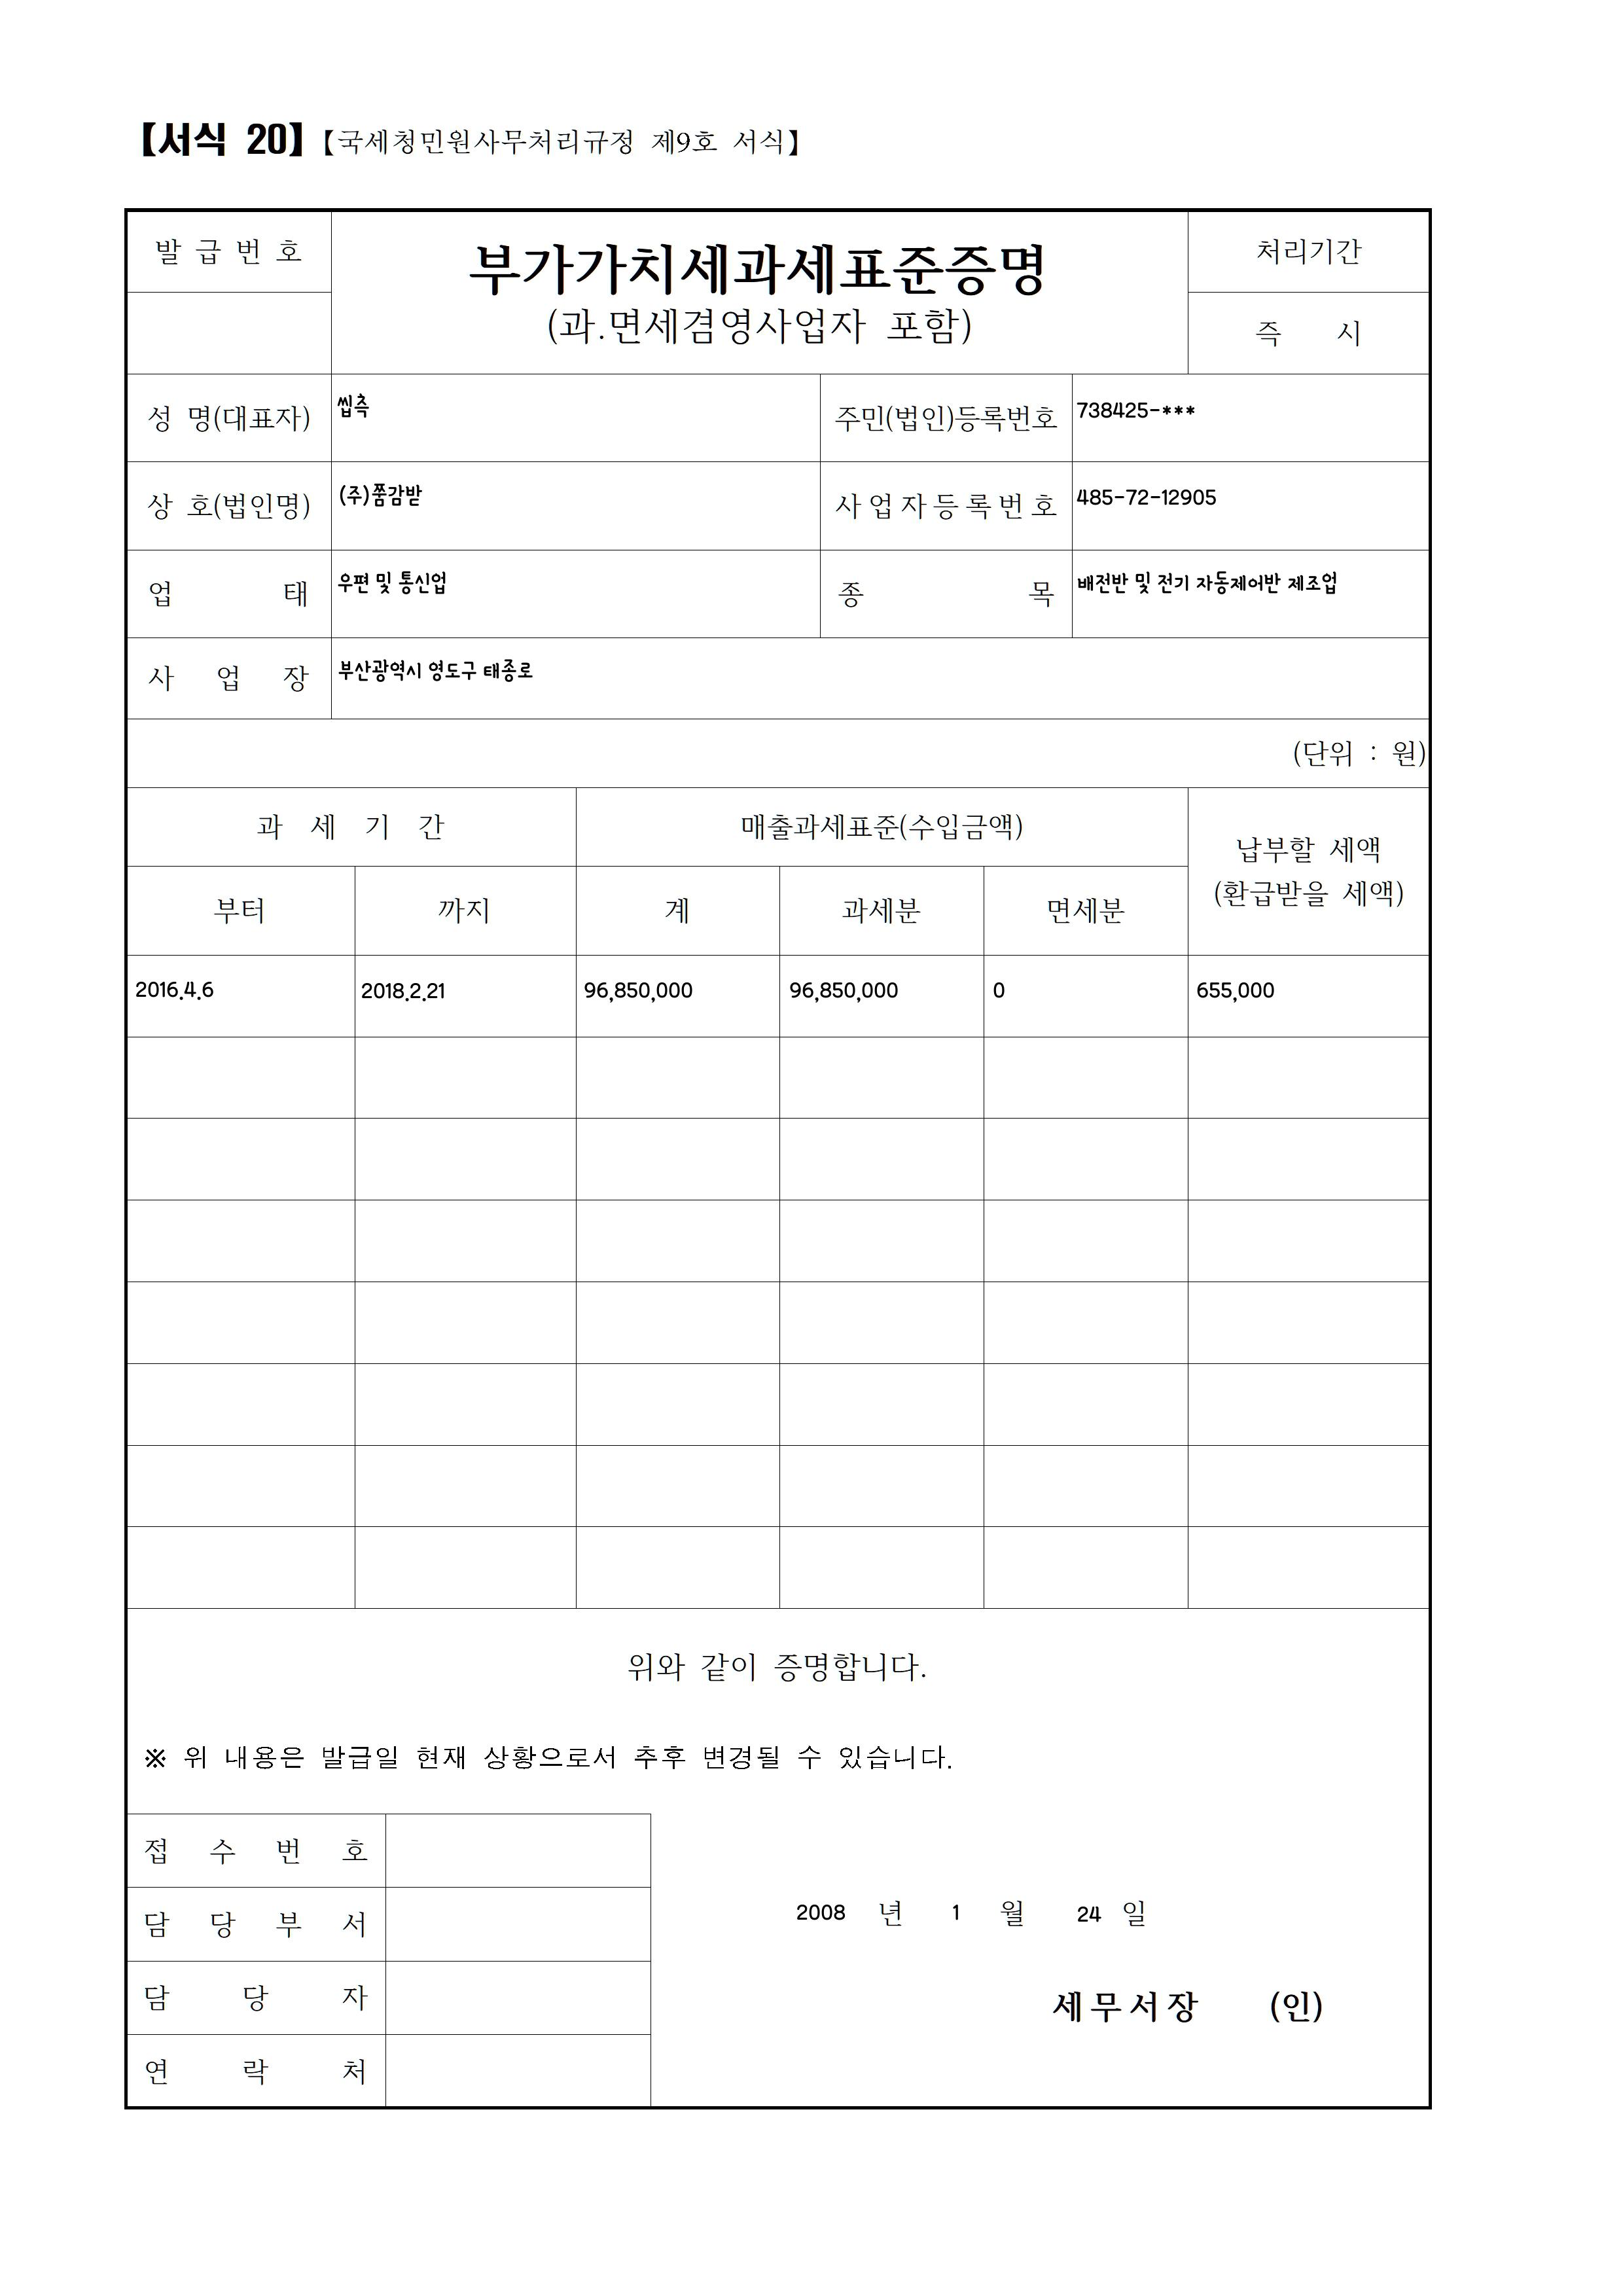 【서식 20】【국세청민원사무처리규정 제9호 서식】
발 급 번 호
부가가치세과세표준증명
(과.면세겸영사업자 포함)
처리기간
즉 시
성 명(대표자) 씹측 주민(법인)등록번호 738425-***
상 호(법인명) (주)쫌감받 사업자등록번호 485-72-12905
업 태 우편 및 통신업 종 목 배전반 및 전기 자동제어반 제조업
사 업 장 부산광역시 영도구 태종로
(단위 : 원)
과 세 기 간 매출과세표준(수입금액) 납부할 세액
(환급받을 세액)
부터 까지 계 과세분 면세분
2016.4.6 2018.2.21 96,850,000 96,850,000 0 655,000
위와 같이 증명합니다.
※ 위 내용은 발급일 현재 상황으로서 추후 변경될 수 있습니다.
접 수 번 호
담 당 부 서
담 당 자
연 락 처
2008 년 1 월 24 일
세무서장 (인)